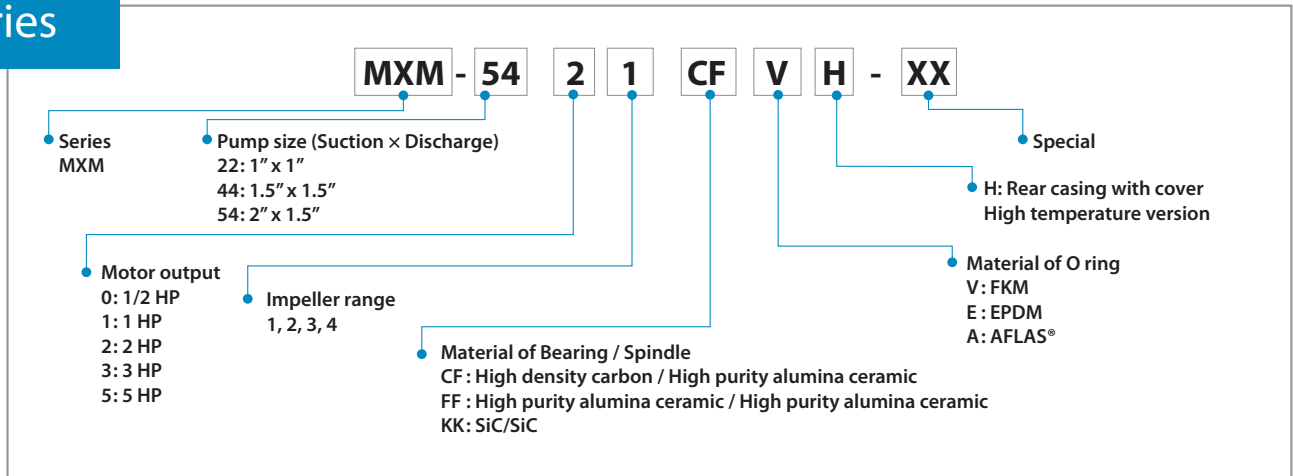 ries
MXM - 54 2 1 CF V H - XX
Series
MXM
Pump size (Suction × Discharge)
22: 1” x 1”
44: 1.5” x 1.5”
54: 2” x 1.5”
Special
H: Rear casing with cover
High temperature version
Motor output
0: 1/2 HP
1: 1 HP
2: 2 HP
3: 3 HP
5: 5 HP
Impeller range
1, 2, 3, 4
Material of O ring
V : FKM
E : EPDM
A: AFLAS®
Material of Bearing / Spindle
CF : High density carbon / High purity alumina ceramic
FF : High purity alumina ceramic / High purity alumina ceramic
KK: SiC/SiC